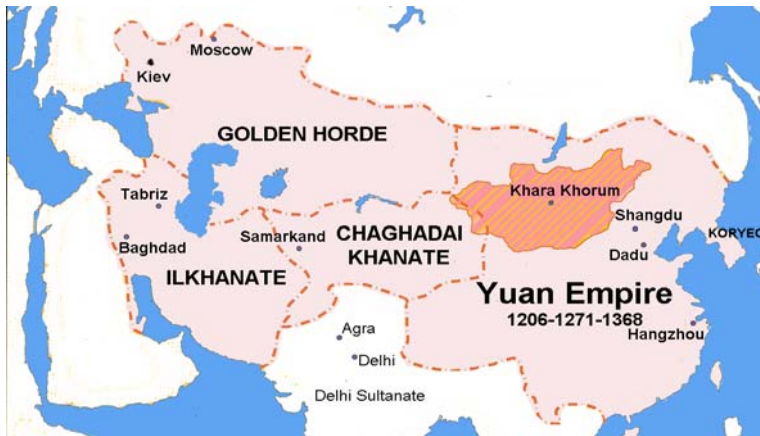 Moscow
Kiev
GOLDEN HORDE
Khara Khorum
Tabriz
Shangdu
Samarkand
CHAGHADAI
KHANATE
KORYEO
Baghdad
Dadu
ILKHANATE
Yuan Empire
1206-1271-1368
Agra
Hangzhou
Delhi
Delhi Sultanate